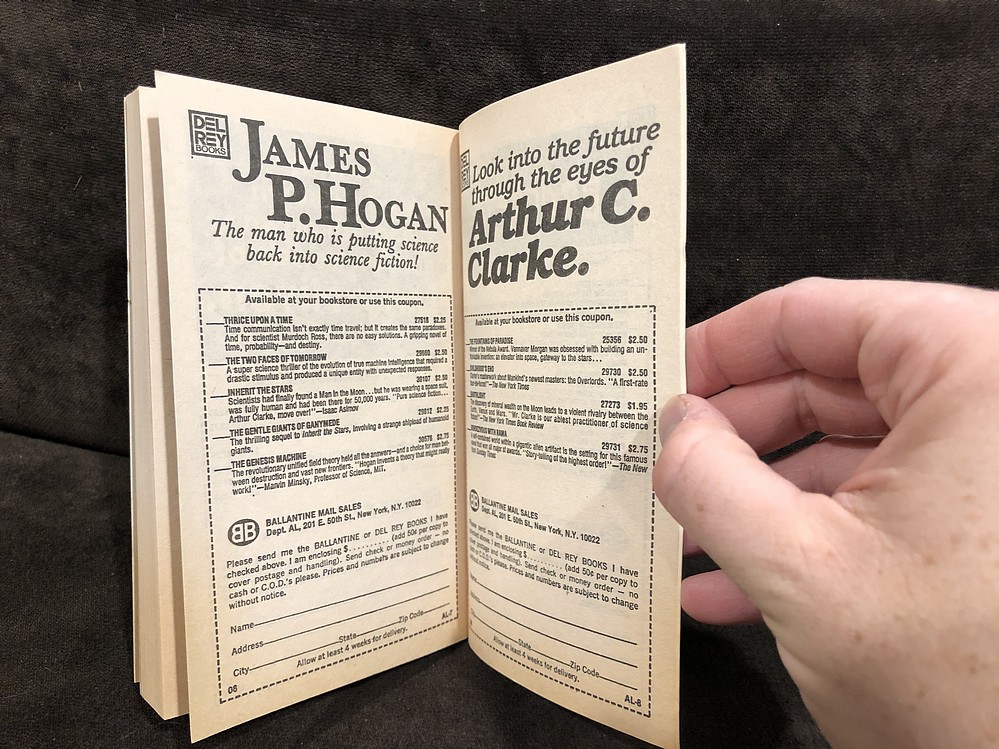 DEL
REY
BOOKS
JAMES
P. HOGAN
The man who is putting science
back into science fiction!
Available at your bookstore or use this coupon.
THRICE UPON A TIME 27518 $2.25
Time communication isn't exactly time travel; but it creates the same paradoxes.
And for scientist Murdoch Ross, there are no easy solutions. A gripping novel of
time, probability—and destiny.
THE TWO FACES OF TOMORROW $2.50
A super science thriller of the evolution of true machine intelligence that required a
drastic stimulus and produced a unique entity with unexpected responses.
INHERIT THE STARS 30107 $2.50
Scientists had finally found a Man in the Moon...but he was wearing a space suit,
was fully human and had been there for 50,000 years. "Pure science fiction...
Arthur Clarke, move over!"—Isaac Asimov
THE GENTLE GIANTS OF GANYMEDE $2.25
The thrilling sequel to Inherit the Stars, involving a strange shipload of humanoid
giants.
THE GENESIS MACHINE 30576 $2.75
The revolutionary unified field theory held all the answers—and a choice for men between
destruction and vast new frontiers. "Hogan invents a theory that might really
work!"—Marvin Minsky, Professor of Science, MIT.
BB BALLANTINE MAIL SALES
Dept. AL, 201 E. 50th St., New York, N.Y. 10022
Please send me the BALLANTINE or DEL REY BOOKS I have
checked above. I am enclosing $.......... (add 50¢ per copy to
cover postage and handling). Send check or money order — no
cash or C.O.D.'s please. Prices and numbers are subject to change
without notice.
Name
Address
City State Zip Code
06 Allow at least 4 weeks for delivery. AL-7
DEL
REY
Look into the future
through the eyes of
Arthur C.
Clarke.
Available at your bookstore or use this coupon.
THE FOUNTAINS OF PARADISE 25356 $2.50
Winner of the Nebula Award. Vannevar Morgan was obsessed with building an
invention: an elevator into space, gateway to the stars...
CHILDHOOD'S END 29730 $2.50
masterwork about Mankind's newest masters: the Overlords. "A first-rate
—The New York Times
EARTHLIGHT 27273 $1.95
discovery of mineral wealth on the Moon leads to a violent rivalry between the
Earth, Venus and Mars. "Mr. Clarke is our ablest practitioner of science
—The New York Times Book Review
RENDEZVOUS WITH RAMA 29731 $2.75
self-contained world within a gigantic alien artifact is the setting for this famous
that won all major awards. "Story-telling of the highest order!"—The New
York Sunday Times
BB BALLANTINE MAIL SALES
Dept. AL, 201 E. 50th St., New York, N.Y. 10022
Please send me the BALLANTINE or DEL REY BOOKS I have
checked above. I am enclosing $.......... (add 50¢ per copy to
cover postage and handling). Send check or money order — no
cash or C.O.D.'s please. Prices and numbers are subject to change
without notice.
State Zip Code
Allow at least 4 weeks for delivery. AL-8